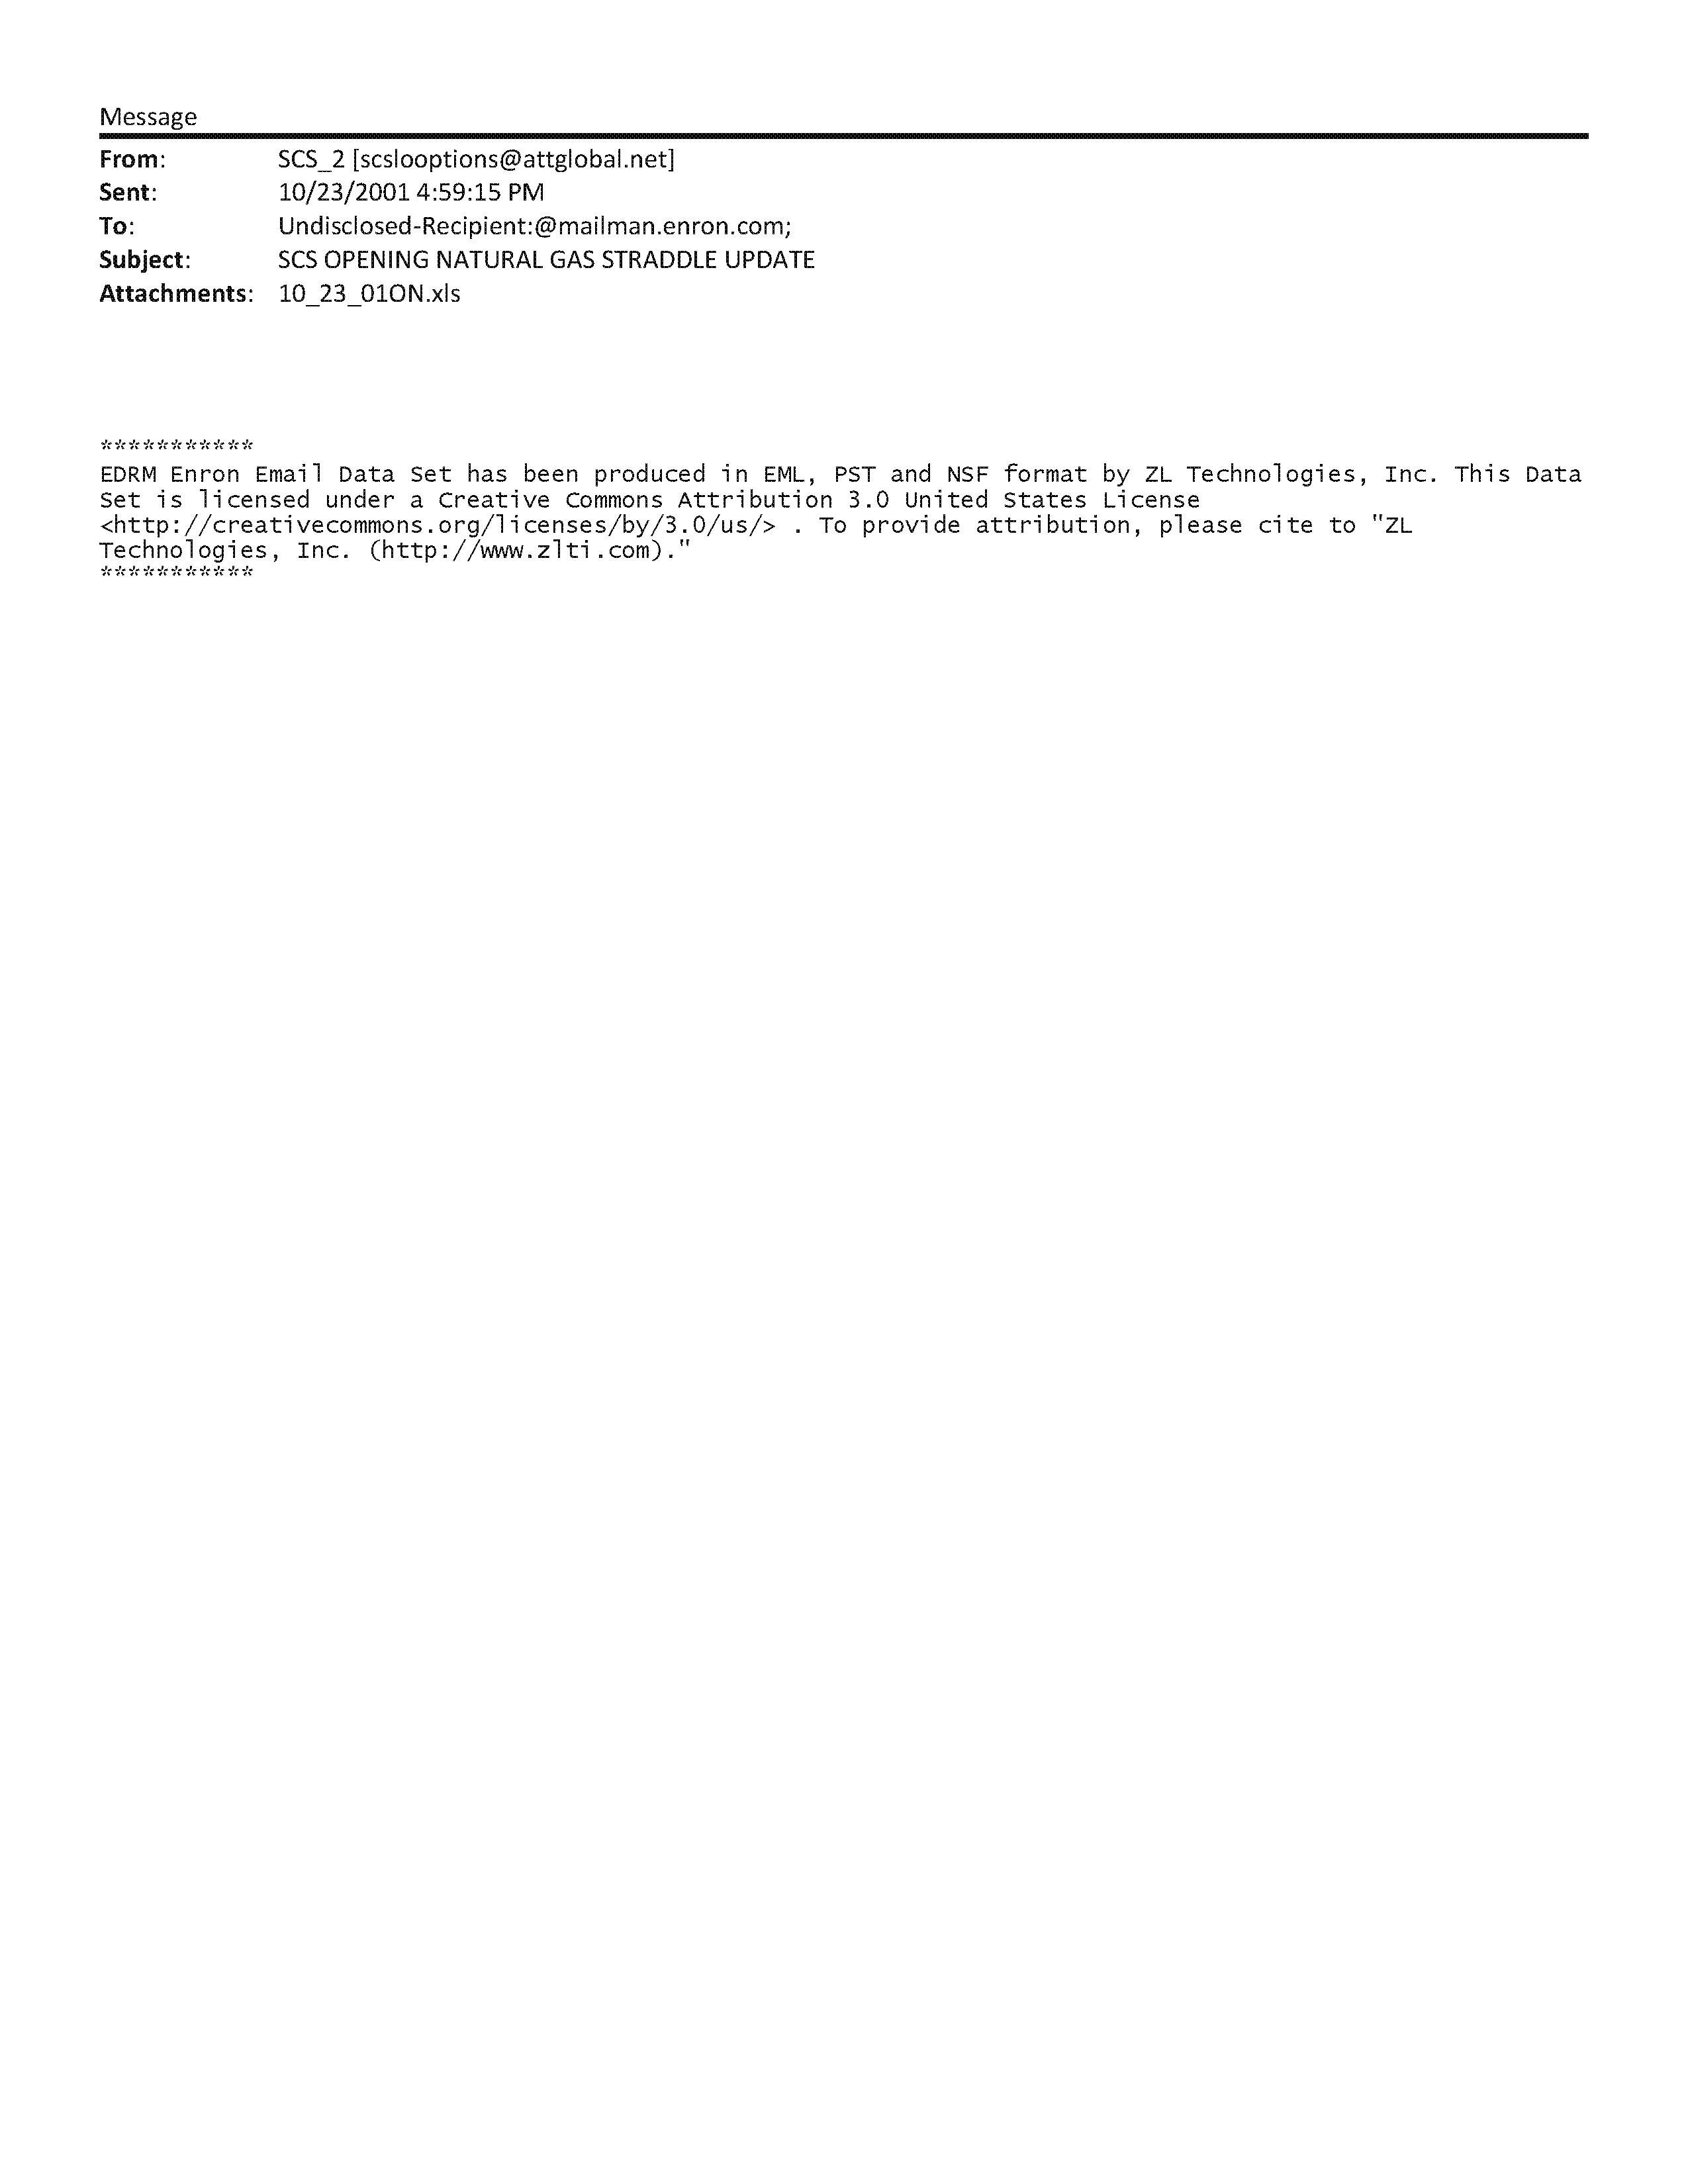 Message
From: SCS_2 [scslooptions@attglobal.net]
Sent: 10/23/2001 4:59:15 PM
To: Undisclosed-Recipient:@mailman.enron.com;
Subject: SCS OPENING NATURAL GAS STRADDLE UPDATE
Attachments: 10_23_01ON.xls
***********
EDRM Enron Email Data Set has been produced in EML, PST and NSF format by ZL Technologies, Inc. This Data
Set is licensed under a Creative Commons Attribution 3.0 United States License
<http://creativecommons.org/licenses/by/3.0/us/> . To provide attribution, please cite to "ZL
Technologies, Inc. (http://www.zlti.com)."
***********